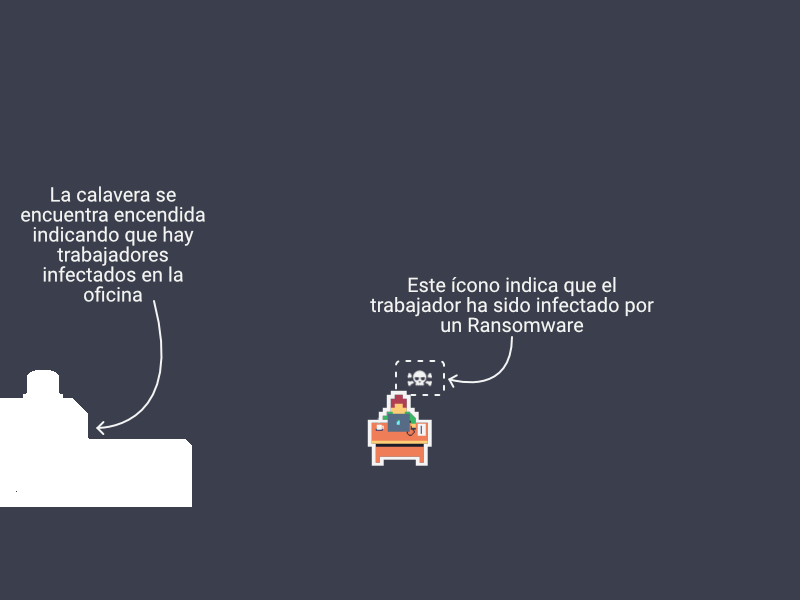 La calavera se
encuentra encendida
indicando que hay
trabajadores
infectados en la
oficina
Este ícono indica que el
trabajador ha sido infectado por
un Ransomware